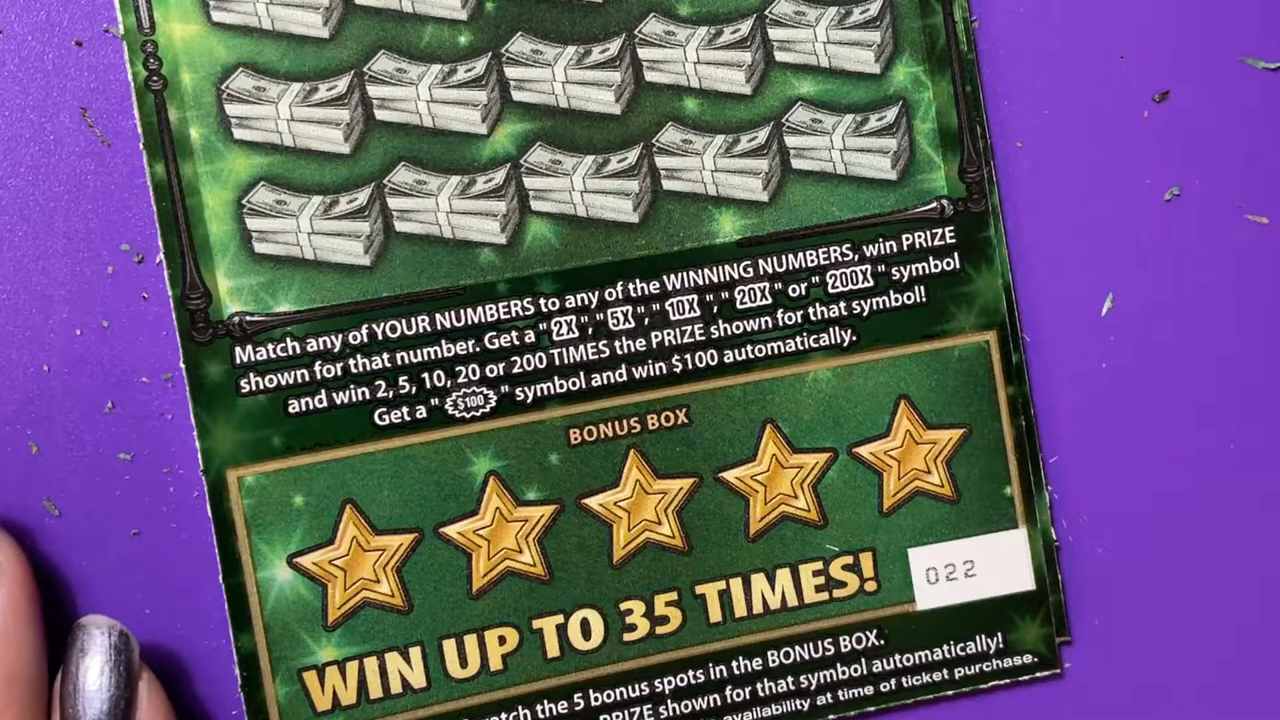 Match any of YOUR NUMBERS to any of the WINNING NUMBERS, win PRIZE
shown for that number. Get a "2X", "5X", "10X", "20X" or "200X" symbol
and win 2, 5, 10, 20 or 200 TIMES the PRIZE shown for that symbol!
Get a "$100" symbol and win $100 automatically.
BONUS BOX
WIN UP TO 35 TIMES!
022
the 5 bonus spots in the BONUS BOX.
PRIZE shown for that symbol automatically!
availability at time of ticket purchase.